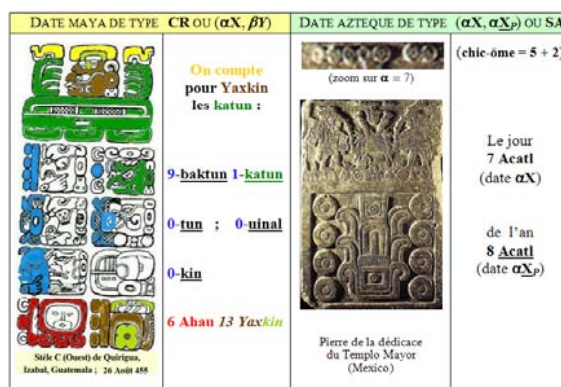 DATE MAYA DE TYPE CR OU (αX, βY)
On compte
pour Yaxkin
les katun :
9-baktun 1-katun
0-tun ; 0-uinal
0-kin
6 Ahau 13 Yaxkin
Stèle C (Ouest) de Quirigua,
Izabal, Guatemala ; 26 Août 455
DATE AZTEQUE DE TYPE (αX, αXP) OU SA
(zoom sur α = 7)
Pierre de la dédicace
du Templo Mayor
(Mexico)
(chic-ōme = 5 + 2)
Le jour
7 Acatl
(date αX)
de l'an
8 Acatl
(date αXP)